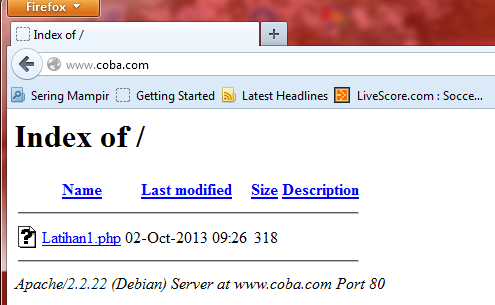 Firefox
Index of /
www.coba.com
Sering Mampir Getting Started Latest Headlines LiveScore.com : Socce...
Index of /
Name Last modified Size Description
Latihan1.php 02-Oct-2013 09:26 318
Apache/2.2.22 (Debian) Server at www.coba.com Port 80